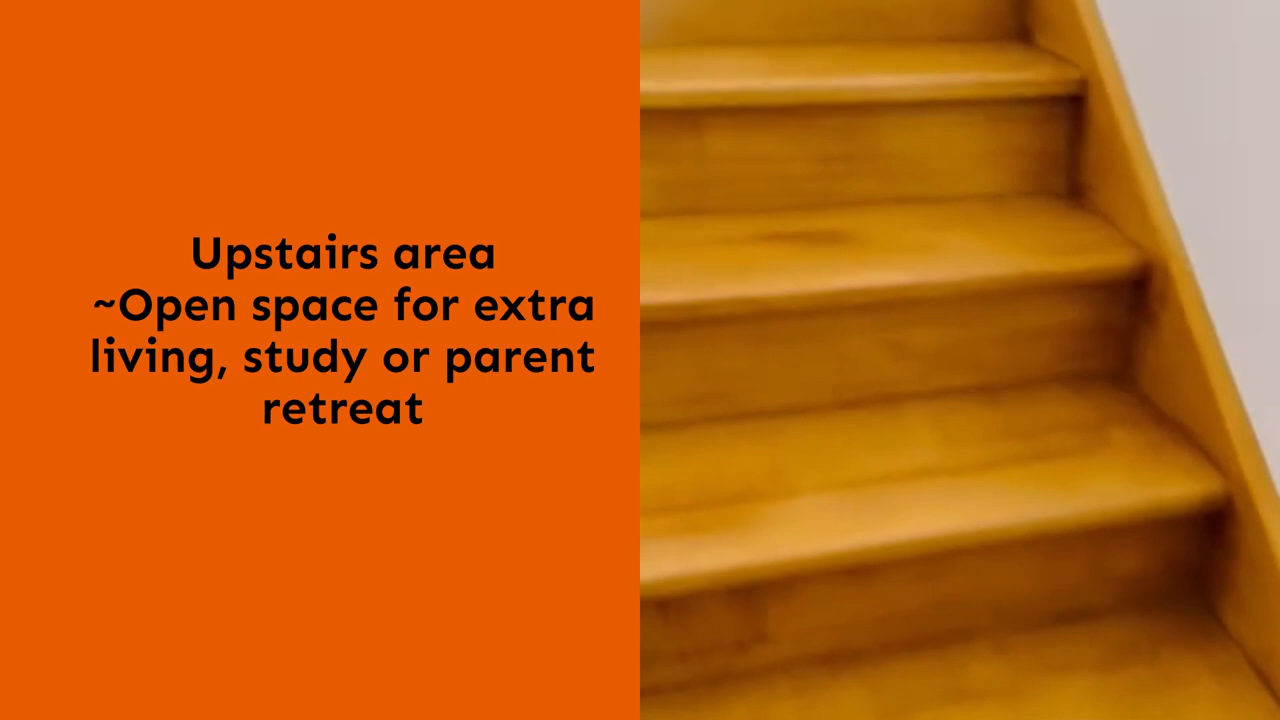 Upstairs area
~Open space for extra
living, study or parent
retreat